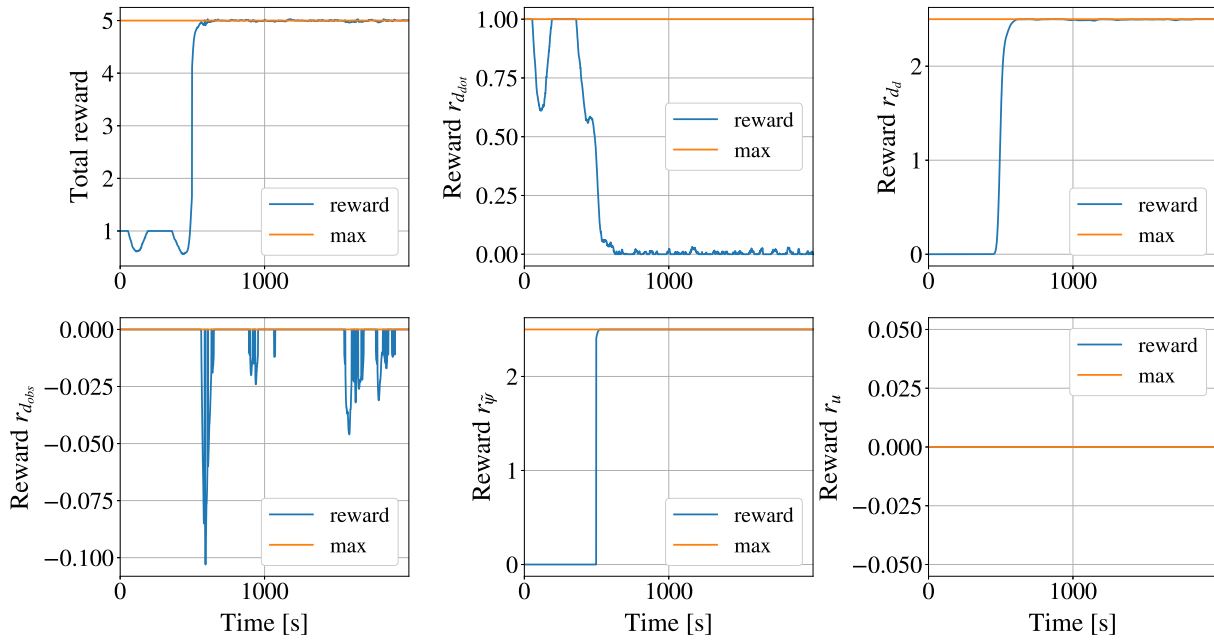 Total reward
5
4
3
2
1
0
1000
reward
max
Reward r_{d_{dot}}
1.00
0.75
0.50
0.25
0.00
0
1000
reward
max
Reward r_{d_d}
2
1
0
0
1000
reward
max
Reward r_{d_{obs}}
0.000
−0.025
−0.050
−0.075
−0.100
0
1000
Time [s]
reward
max
Reward r_{\tilde{ψ}}
2
1
0
0
1000
Time [s]
reward
max
Reward r_u
0.050
0.025
0.000
−0.025
−0.050
0
1000
Time [s]
reward
max